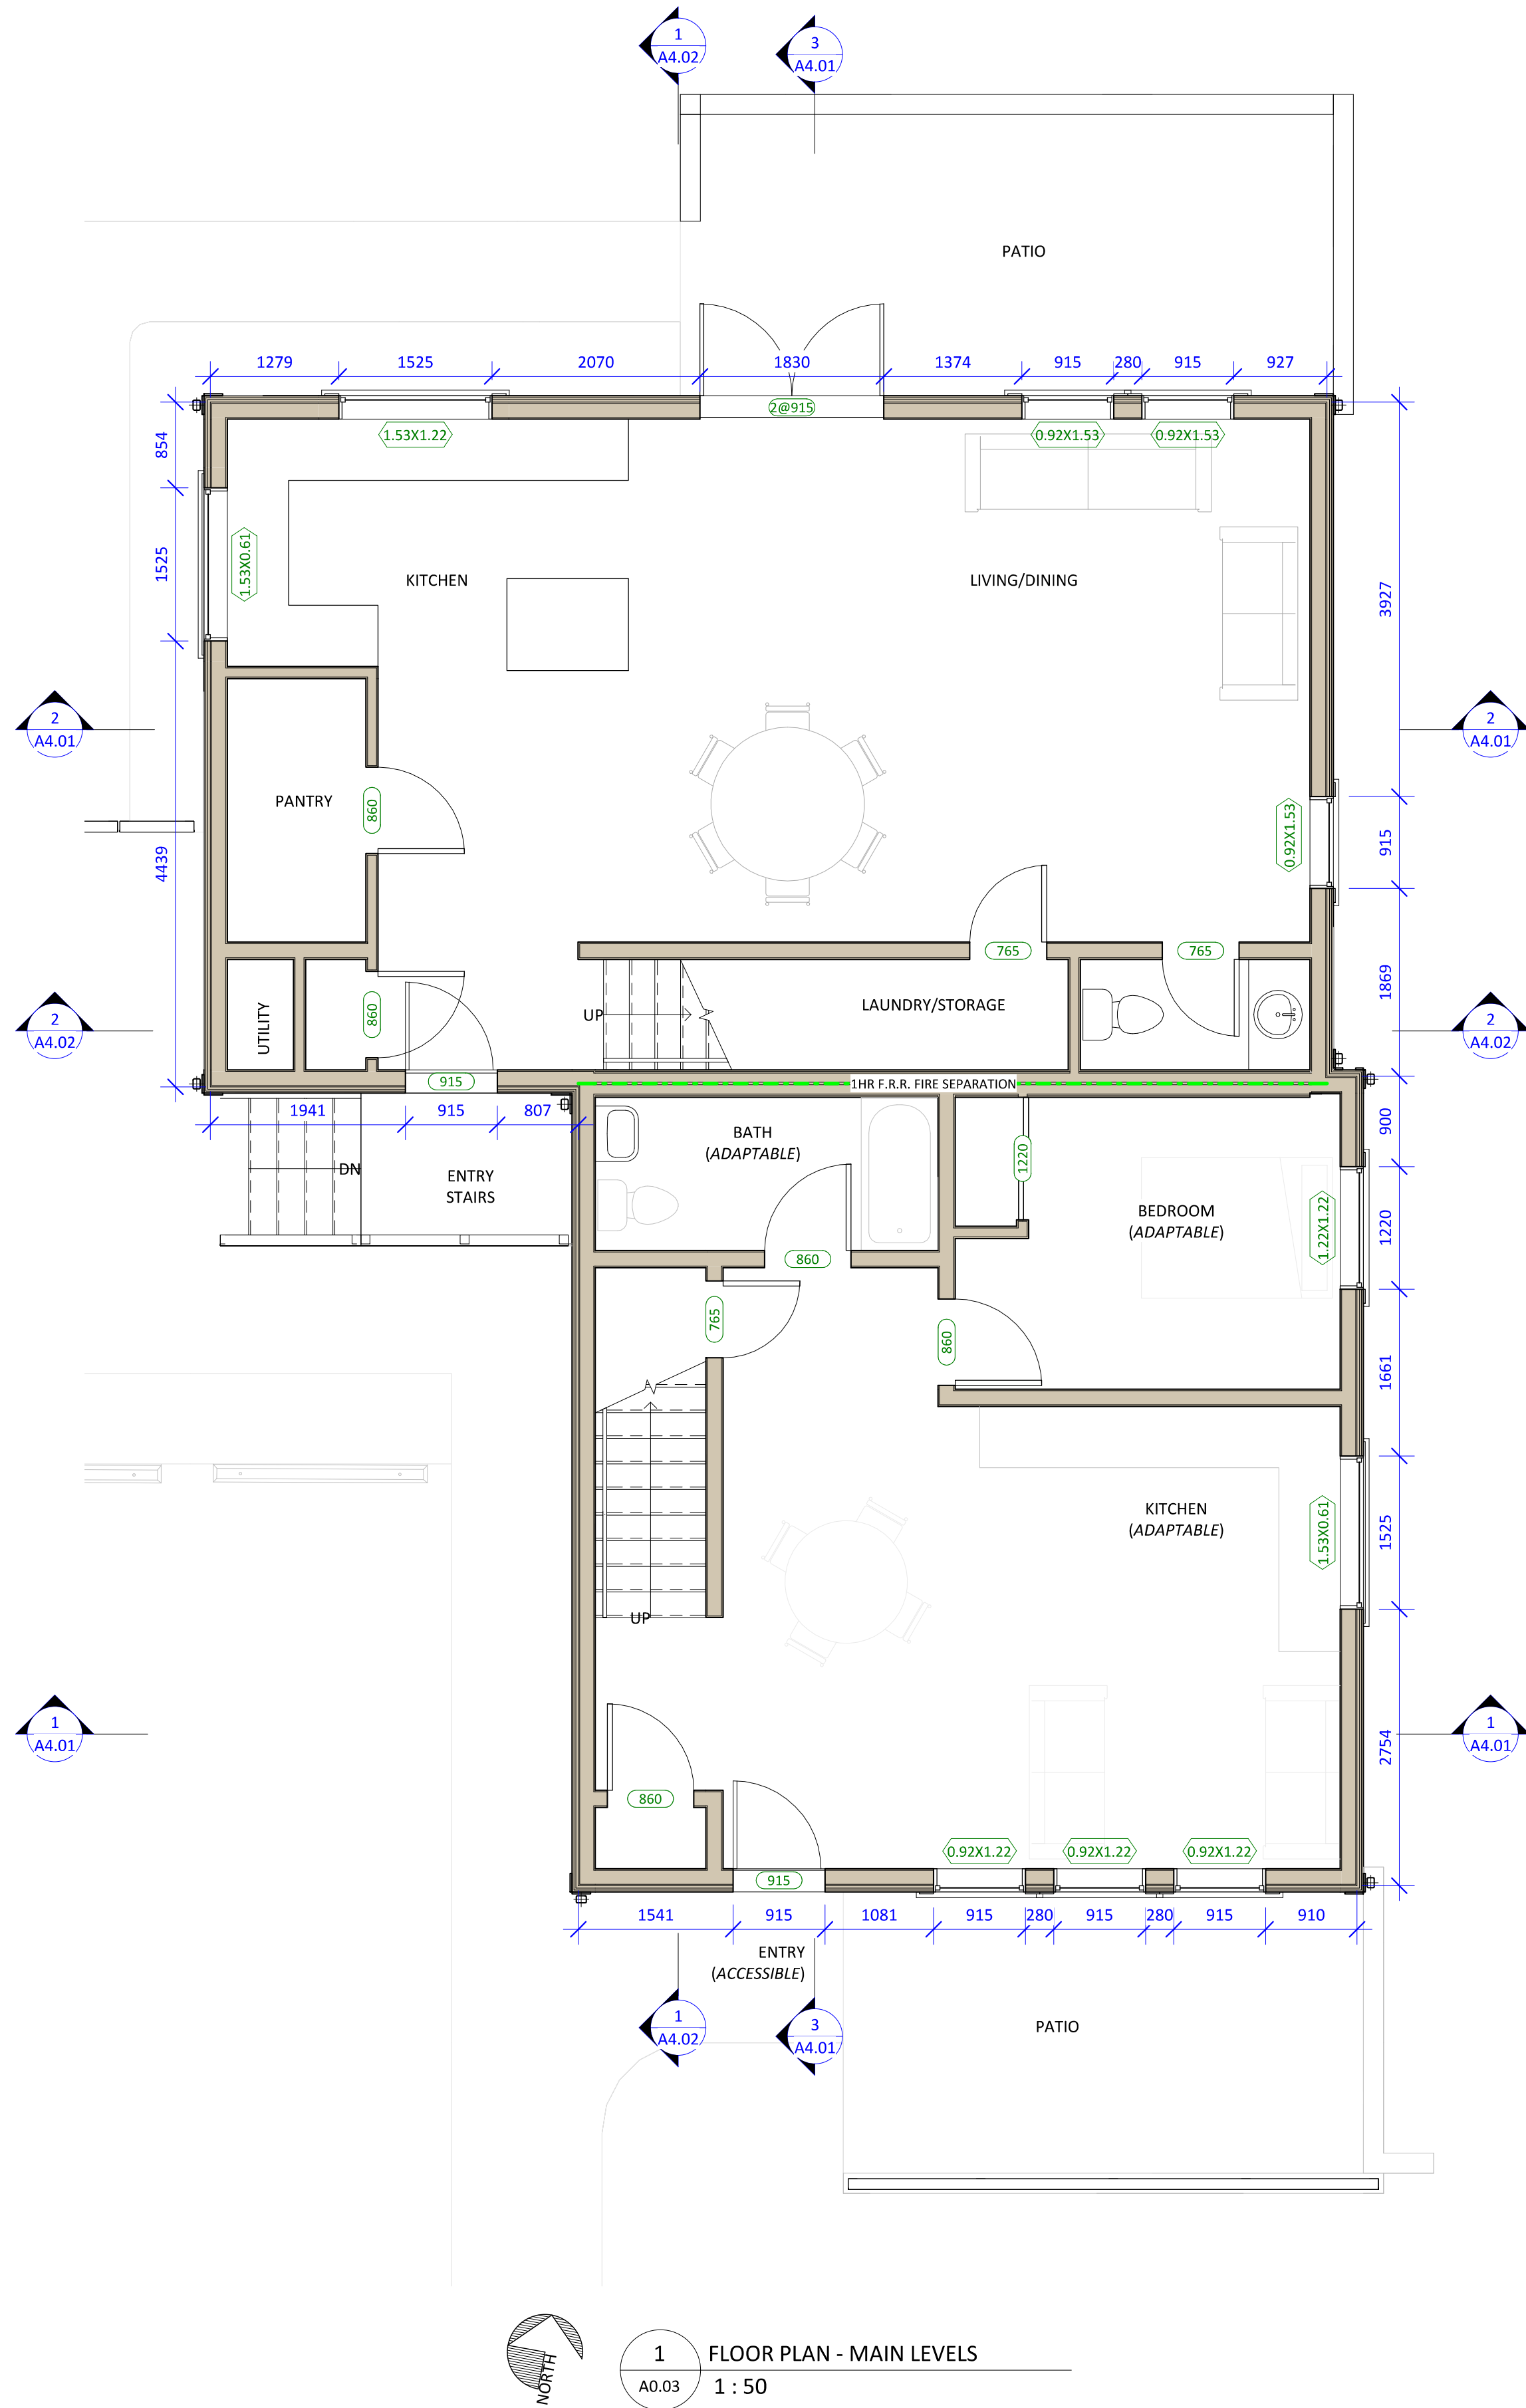 1
A4.02
3
A4.01
PATIO
1279
1525
2070
1830
1374
915
280
915
927
2@915
1.53X1.22
0.92X1.53
0.92X1.53
854
1525
4439
1.53X0.61
KITCHEN
LIVING/DINING
3927
915
1869
2
A4.01
2
A4.01
PANTRY
860
0.92X1.53
765
765
2
A4.02
2
A4.02
UTILITY
860
UP
LAUNDRY/STORAGE
915
1HR F.R.R. FIRE SEPARATION
1941
915
807
DN
ENTRY
STAIRS
BATH
(ADAPTABLE)
1220
BEDROOM
(ADAPTABLE)
1.22X1.22
900
1220
1661
1525
2754
860
765
860
KITCHEN
(ADAPTABLE)
1.53X0.61
UP
1
A4.01
1
A4.01
860
0.92X1.22
0.92X1.22
0.92X1.22
915
1541
915
1081
915
280
915
280
915
910
ENTRY
(ACCESSIBLE)
1
A4.02
3
A4.01
PATIO
NORTH
1
A0.03
FLOOR PLAN - MAIN LEVELS
1 : 50